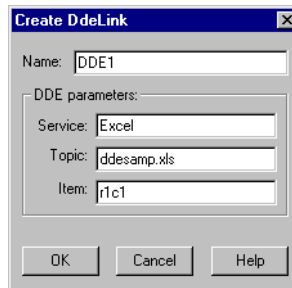 Create DdeLink
Name: DDE1
DDE parameters:
Service: Excel
Topic: ddesamp.xls
Item: r1c1
OK Cancel Help